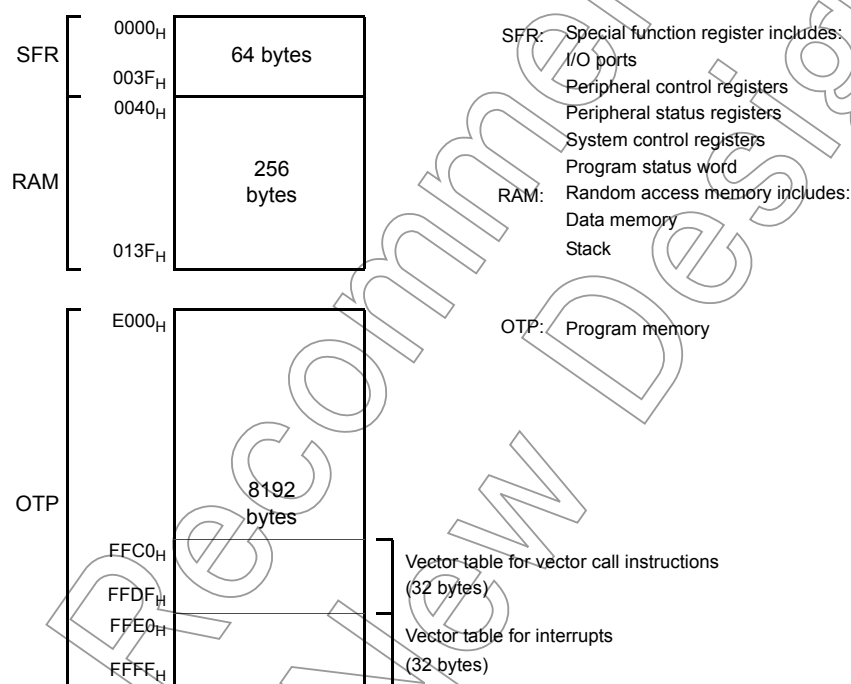 SFR
0000H
003FH
64 bytes
RAM
0040H
013FH
256
bytes
OTP
E000H
8192
bytes
FFC0H
FFDFH
FFE0H
FFFFH
Vector table for vector call instructions
(32 bytes)
Vector table for interrupts
(32 bytes)
SFR: Special function register includes:
I/O ports
Peripheral control registers
Peripheral status registers
System control registers
Program status word
RAM: Random access memory includes:
Data memory
Stack
OTP: Program memory
Recommen
New Desig